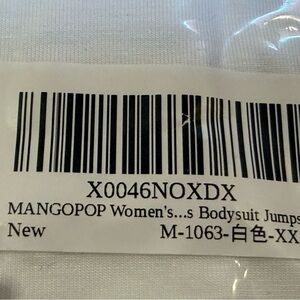 X0046NOXDX
MANGOPOP Women's...s Bodysuit Jumps
New M-1063-白色-XX